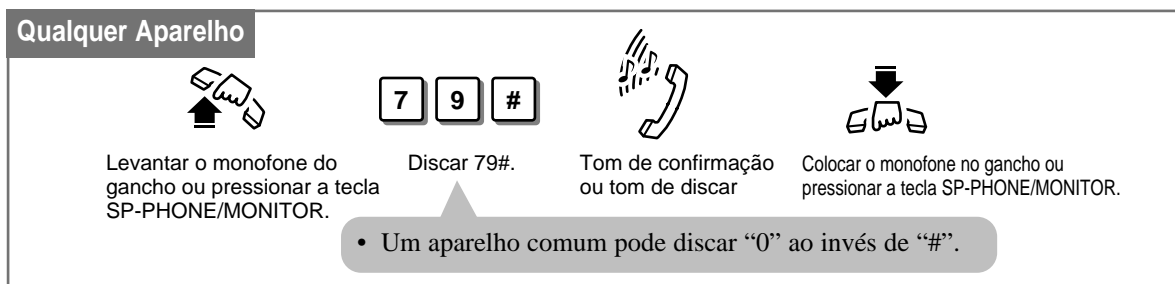 Qualquer Aparelho
7 9 #
Levantar o monofone do
gancho ou pressionar a tecla
SP-PHONE/MONITOR.
Discar 79#.
Tom de confirmação
ou tom de discar
Colocar o monofone no gancho ou
pressionar a tecla SP-PHONE/MONITOR.
• Um aparelho comum pode discar “0” ao invés de “#”.